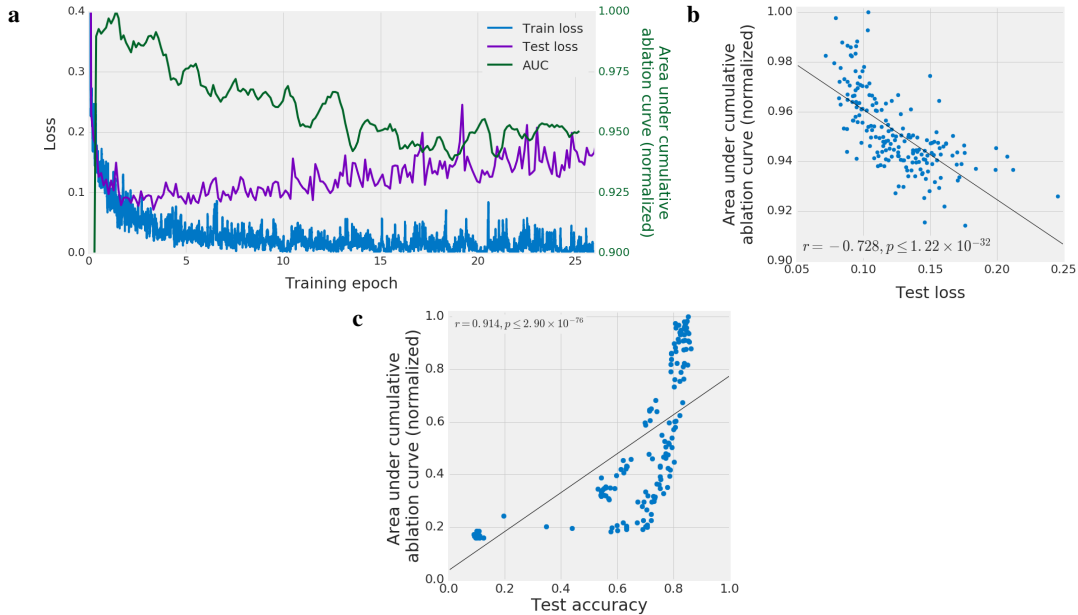 a
0.4
0.3
0.2
0.1
0.0
Loss
0
5
10
15
20
25
Training epoch
Train loss
Test loss
AUC
1.000
0.975
0.950
0.925
0.900
Area under cumulative
ablation curve (normalized)
b
1.00
0.98
0.96
0.94
0.92
0.90
Area under cumulative
ablation curve (normalized)
r = −0.728, p ≤ 1.22 × 10⁻³²
0.05
0.10
0.15
0.20
0.25
Test loss
c
1.0
0.8
0.6
0.4
0.2
0.0
Area under cumulative
ablation curve (normalized)
r = 0.914, p ≤ 2.90 × 10⁻⁷⁶
0.0
0.2
0.4
0.6
0.8
1.0
Test accuracy